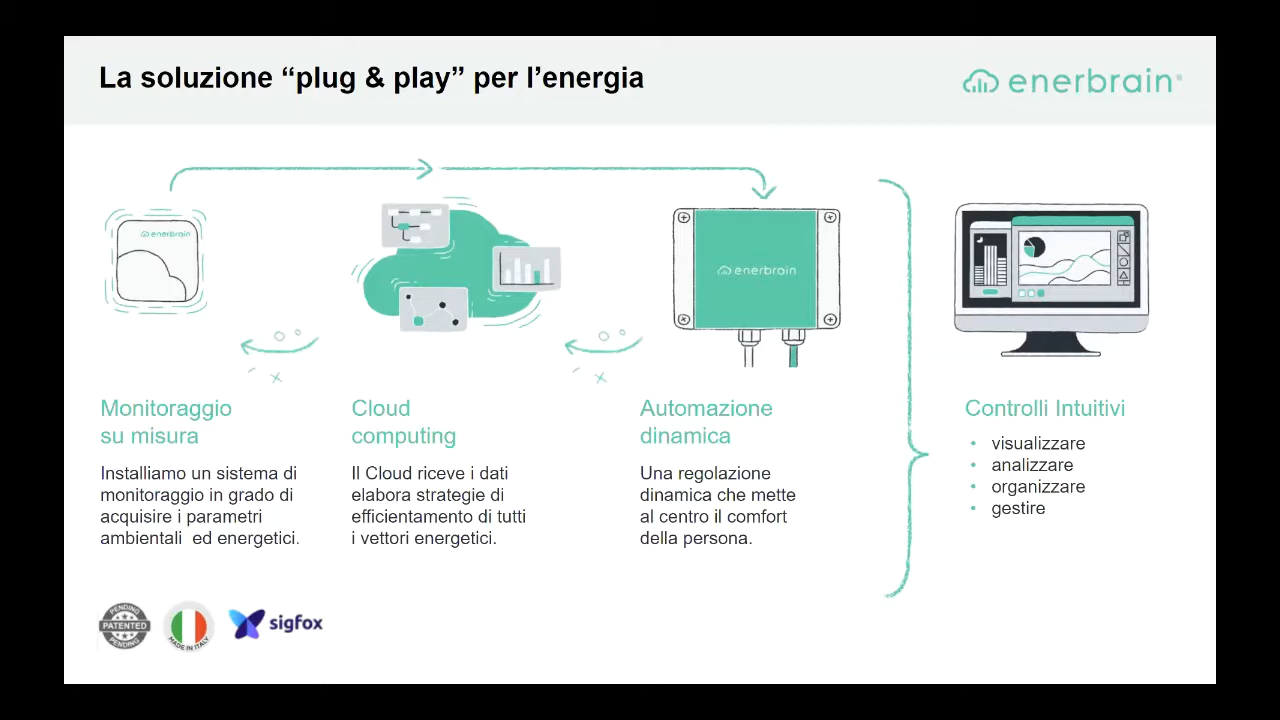 La soluzione “plug & play” per l’energia
enerbrain®
enerbrain
enerbrain
Monitoraggio
su misura
Installiamo un sistema di
monitoraggio in grado di
acquisire i parametri
ambientali ed energetici.
Cloud
computing
Il Cloud riceve i dati
elabora strategie di
efficientamento di tutti
i vettori energetici.
Automazione
dinamica
Una regolazione
dinamica che mette
al centro il comfort
della persona.
Controlli Intuitivi
• visualizzare
• analizzare
• organizzare
• gestire
PENDING
PATENTED
PENDING
MADE IN ITALY
sigfox